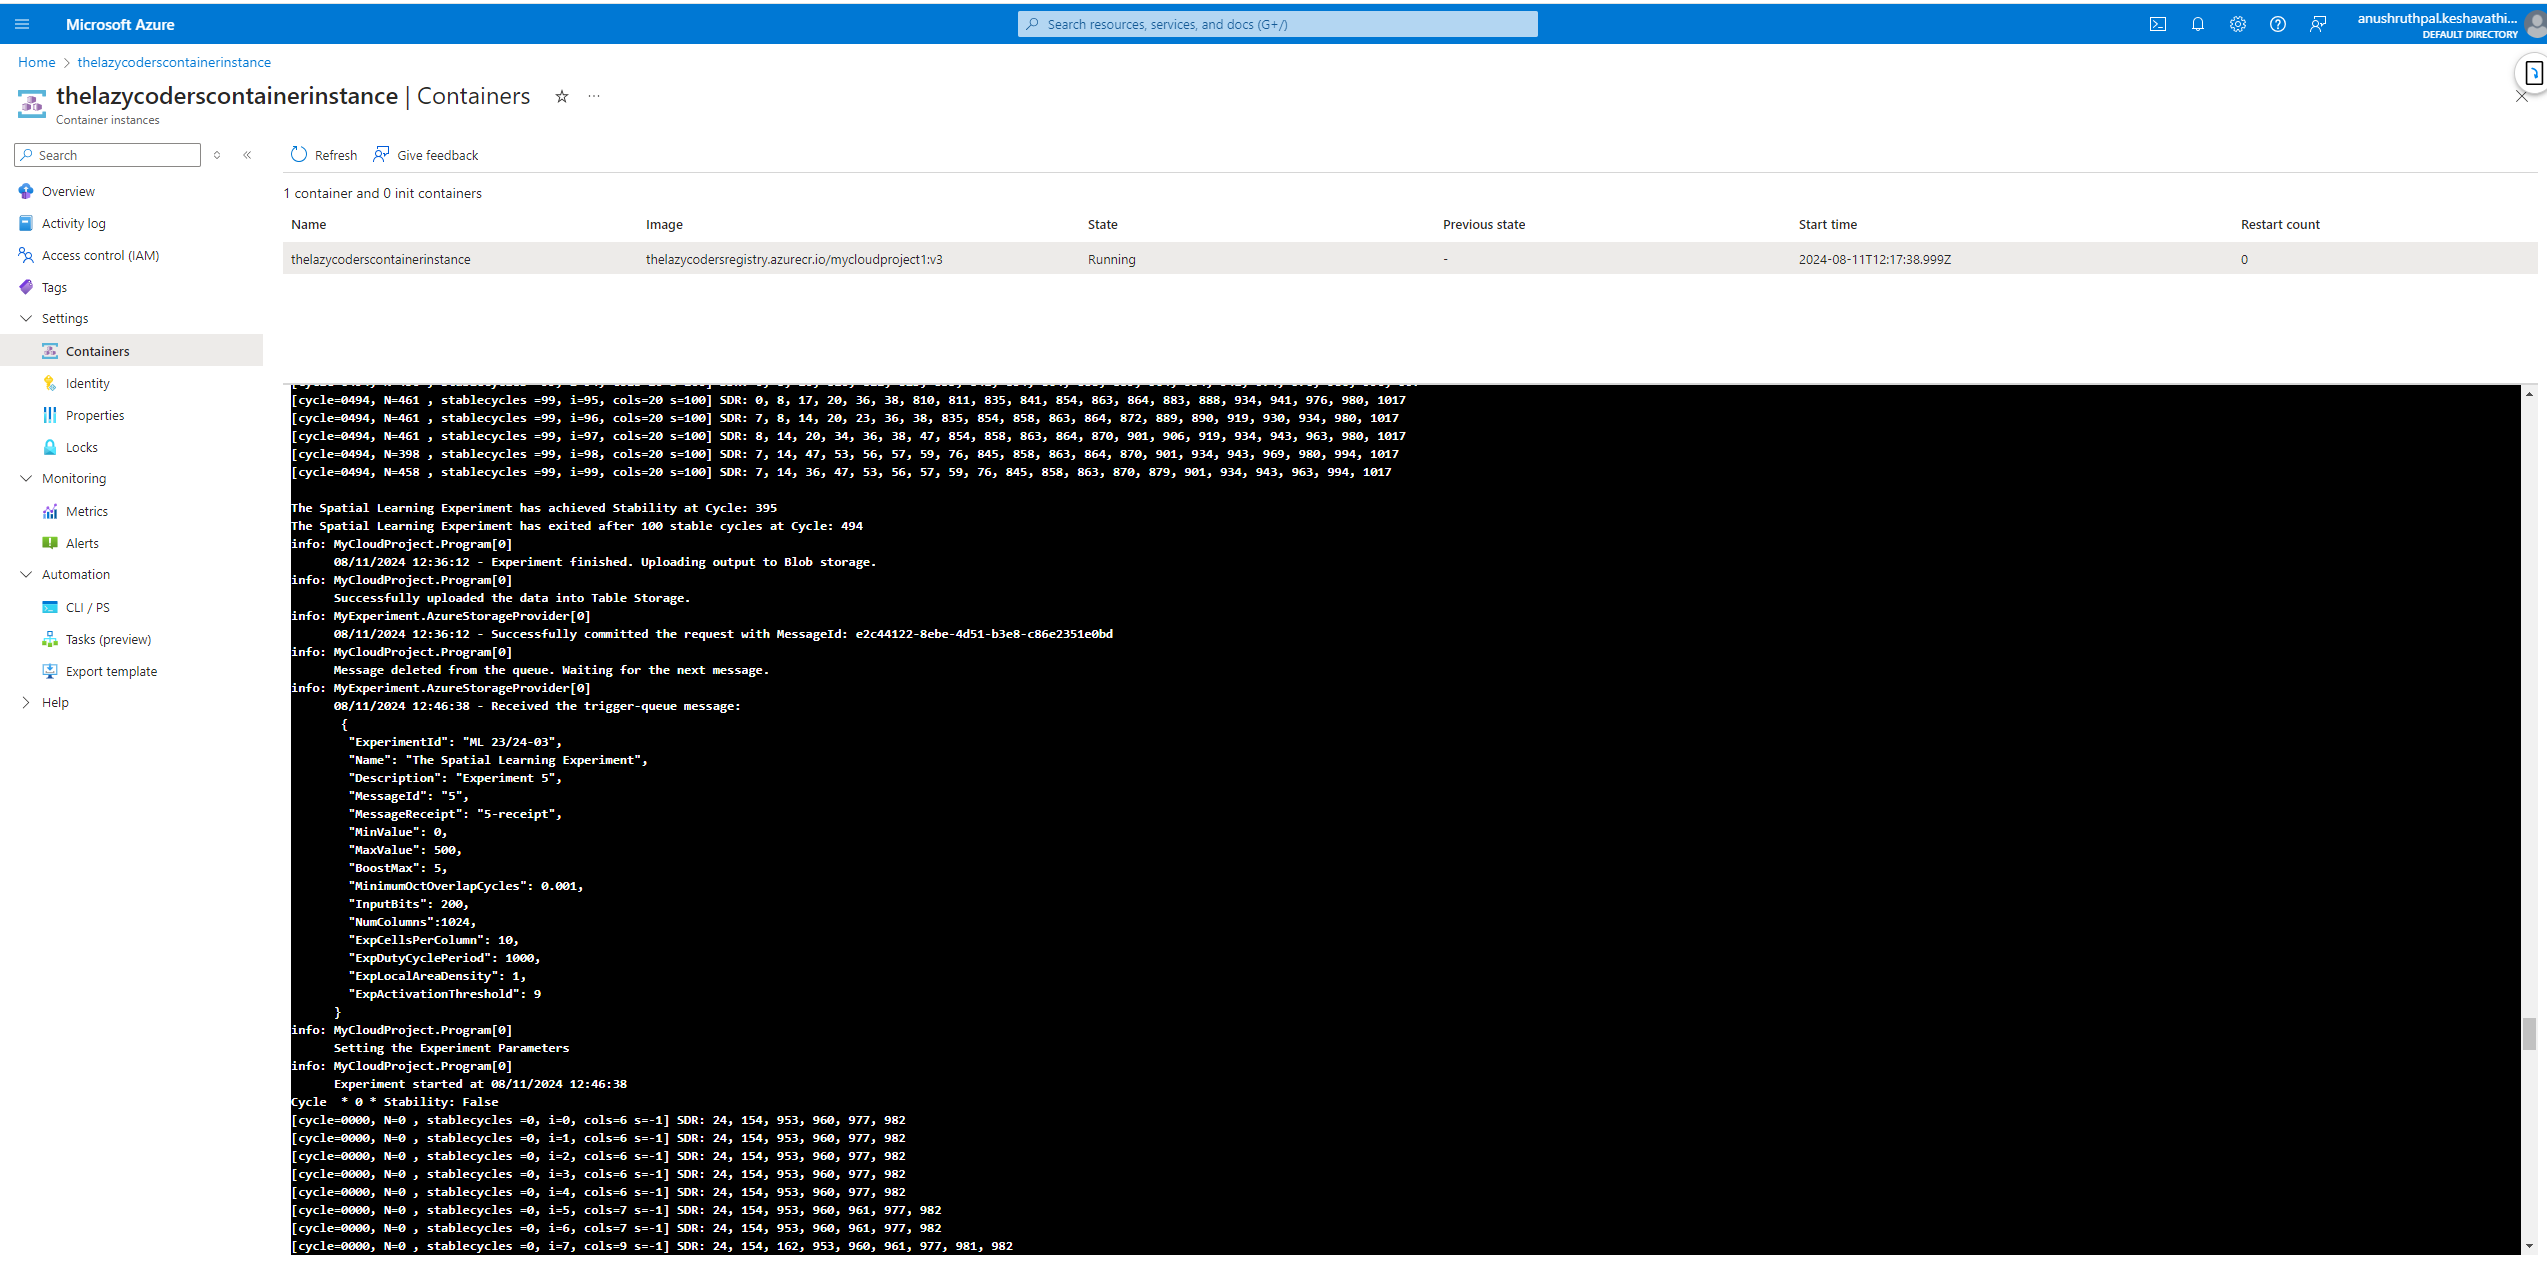 Microsoft Azure
Search resources, services, and docs (G+/)
anushruthpal.keshavathi...
DEFAULT DIRECTORY
Home > thelazycoderscontainerinstance
thelazycoderscontainerinstance | Containers
Container instances
Search
Refresh
Give feedback
1 container and 0 init containers
Name Image State Previous state Start time Restart count
thelazycoderscontainerinstance thelazycodersregistry.azurecr.io/mycloudproject1:v3 Running - 2024-08-11T12:17:38.999Z 0
Overview
Activity log
Access control (IAM)
Tags
Settings
Containers
Identity
Properties
Locks
Monitoring
Metrics
Alerts
Automation
CLI / PS
Tasks (preview)
Export template
Help
[cycle=0494, N=461 , stablecycles =99, i=95, cols=20 s=100] SDR: 0, 8, 17, 20, 36, 38, 810, 811, 835, 841, 854, 863, 864, 883, 888, 934, 941, 976, 980, 1017
[cycle=0494, N=461 , stablecycles =99, i=96, cols=20 s=100] SDR: 7, 8, 14, 20, 23, 36, 38, 835, 854, 858, 863, 864, 872, 889, 890, 919, 930, 934, 980, 1017
[cycle=0494, N=461 , stablecycles =99, i=97, cols=20 s=100] SDR: 8, 14, 20, 34, 36, 38, 47, 854, 858, 863, 864, 870, 901, 906, 919, 934, 943, 963, 980, 1017
[cycle=0494, N=398 , stablecycles =99, i=98, cols=20 s=100] SDR: 7, 14, 47, 53, 56, 57, 59, 76, 845, 858, 863, 864, 870, 901, 934, 943, 969, 980, 994, 1017
[cycle=0494, N=458 , stablecycles =99, i=99, cols=20 s=100] SDR: 7, 14, 36, 47, 53, 56, 57, 59, 76, 845, 858, 863, 870, 879, 901, 934, 943, 963, 994, 1017
The Spatial Learning Experiment has achieved Stability at Cycle: 395
The Spatial Learning Experiment has exited after 100 stable cycles at Cycle: 494
info: MyCloudProject.Program[0]
08/11/2024 12:36:12 - Experiment finished. Uploading output to Blob storage.
info: MyCloudProject.Program[0]
Successfully uploaded the data into Table Storage.
info: MyExperiment.AzureStorageProvider[0]
08/11/2024 12:36:12 - Successfully committed the request with MessageId: e2c44122-8ebe-4d51-b3e8-c86e2351e0bd
info: MyCloudProject.Program[0]
Message deleted from the queue. Waiting for the next message.
info: MyExperiment.AzureStorageProvider[0]
08/11/2024 12:46:38 - Received the trigger-queue message:
{
"ExperimentId": "ML 23/24-03",
"Name": "The Spatial Learning Experiment",
"Description": "Experiment 5",
"MessageId": "5",
"MessageReceipt": "5-receipt",
"MinValue": 0,
"MaxValue": 500,
"BoostMax": 5,
"MinimumOctOverlapCycles": 0.001,
"InputBits": 200,
"NumColumns":1024,
"ExpCellsPerColumn": 10,
"ExpDutyCyclePeriod": 1000,
"ExpLocalAreaDensity": 1,
"ExpActivationThreshold": 9
}
info: MyCloudProject.Program[0]
Setting the Experiment Parameters
info: MyCloudProject.Program[0]
Experiment started at 08/11/2024 12:46:38
Cycle * 0 * Stability: False
[cycle=0000, N=0 , stablecycles =0, i=0, cols=6 s=-1] SDR: 24, 154, 953, 960, 977, 982
[cycle=0000, N=0 , stablecycles =0, i=1, cols=6 s=-1] SDR: 24, 154, 953, 960, 977, 982
[cycle=0000, N=0 , stablecycles =0, i=2, cols=6 s=-1] SDR: 24, 154, 953, 960, 977, 982
[cycle=0000, N=0 , stablecycles =0, i=3, cols=6 s=-1] SDR: 24, 154, 953, 960, 977, 982
[cycle=0000, N=0 , stablecycles =0, i=4, cols=6 s=-1] SDR: 24, 154, 953, 960, 977, 982
[cycle=0000, N=0 , stablecycles =0, i=5, cols=7 s=-1] SDR: 24, 154, 953, 960, 961, 977, 982
[cycle=0000, N=0 , stablecycles =0, i=6, cols=7 s=-1] SDR: 24, 154, 953, 960, 961, 977, 982
[cycle=0000, N=0 , stablecycles =0, i=7, cols=9 s=-1] SDR: 24, 154, 162, 953, 960, 961, 977, 981, 982